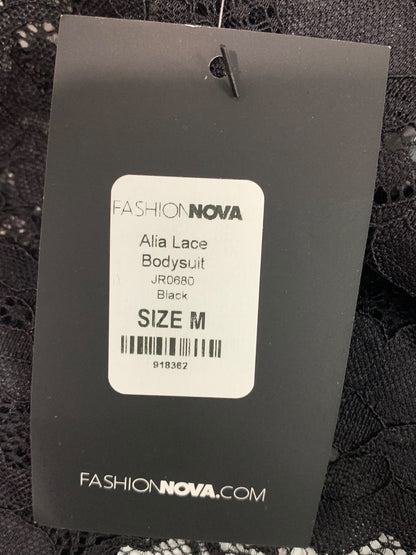 FASHIONNOVA
Alia Lace
Bodysuit
JR0680
Black
SIZE M
918362
FASHIONNOVA.COM